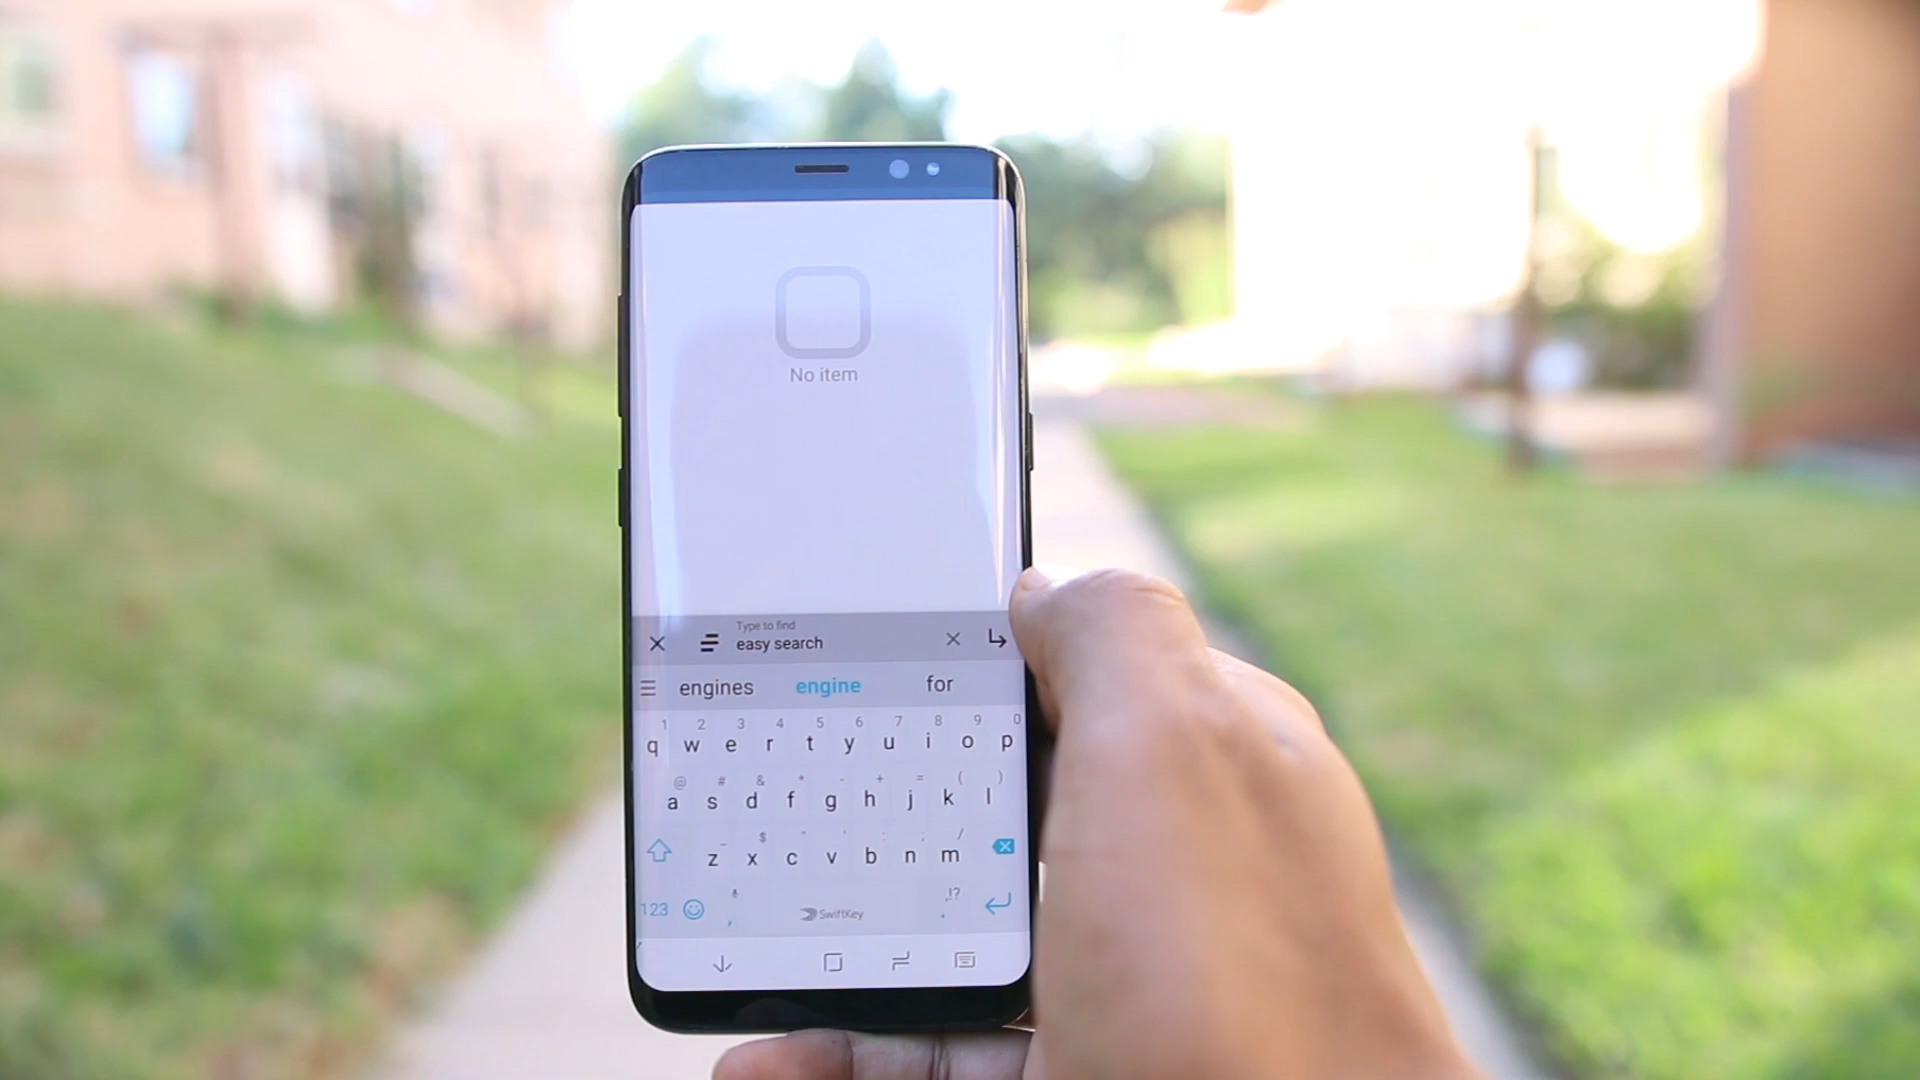 No item
Type to find
easy search
engines engine for
1 2 3 4 5 6 7 8 9 0
q w e r t y u i o p
@ # & * - + = ( )
a s d f g h j k l
_ $ " ' : ; /
z x c v b n m
,!?
123 , SwiftKey .